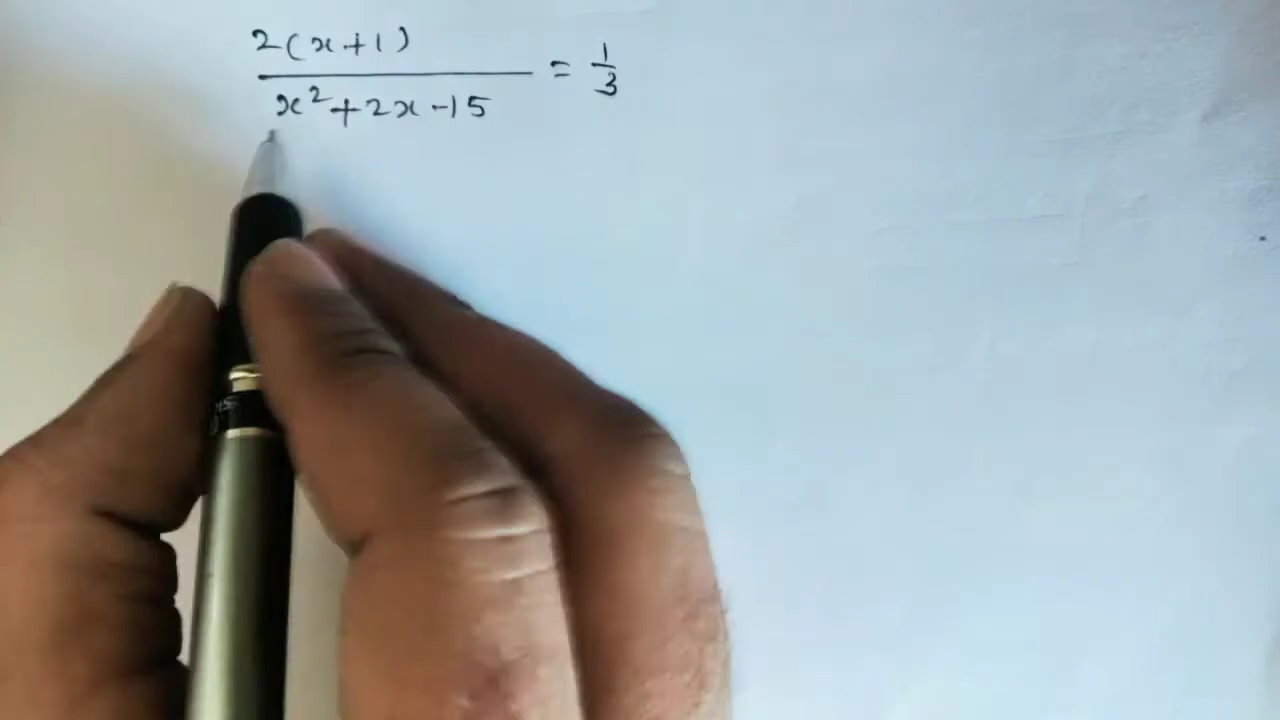 2(x+1)
x²+2x-15 = 1/3